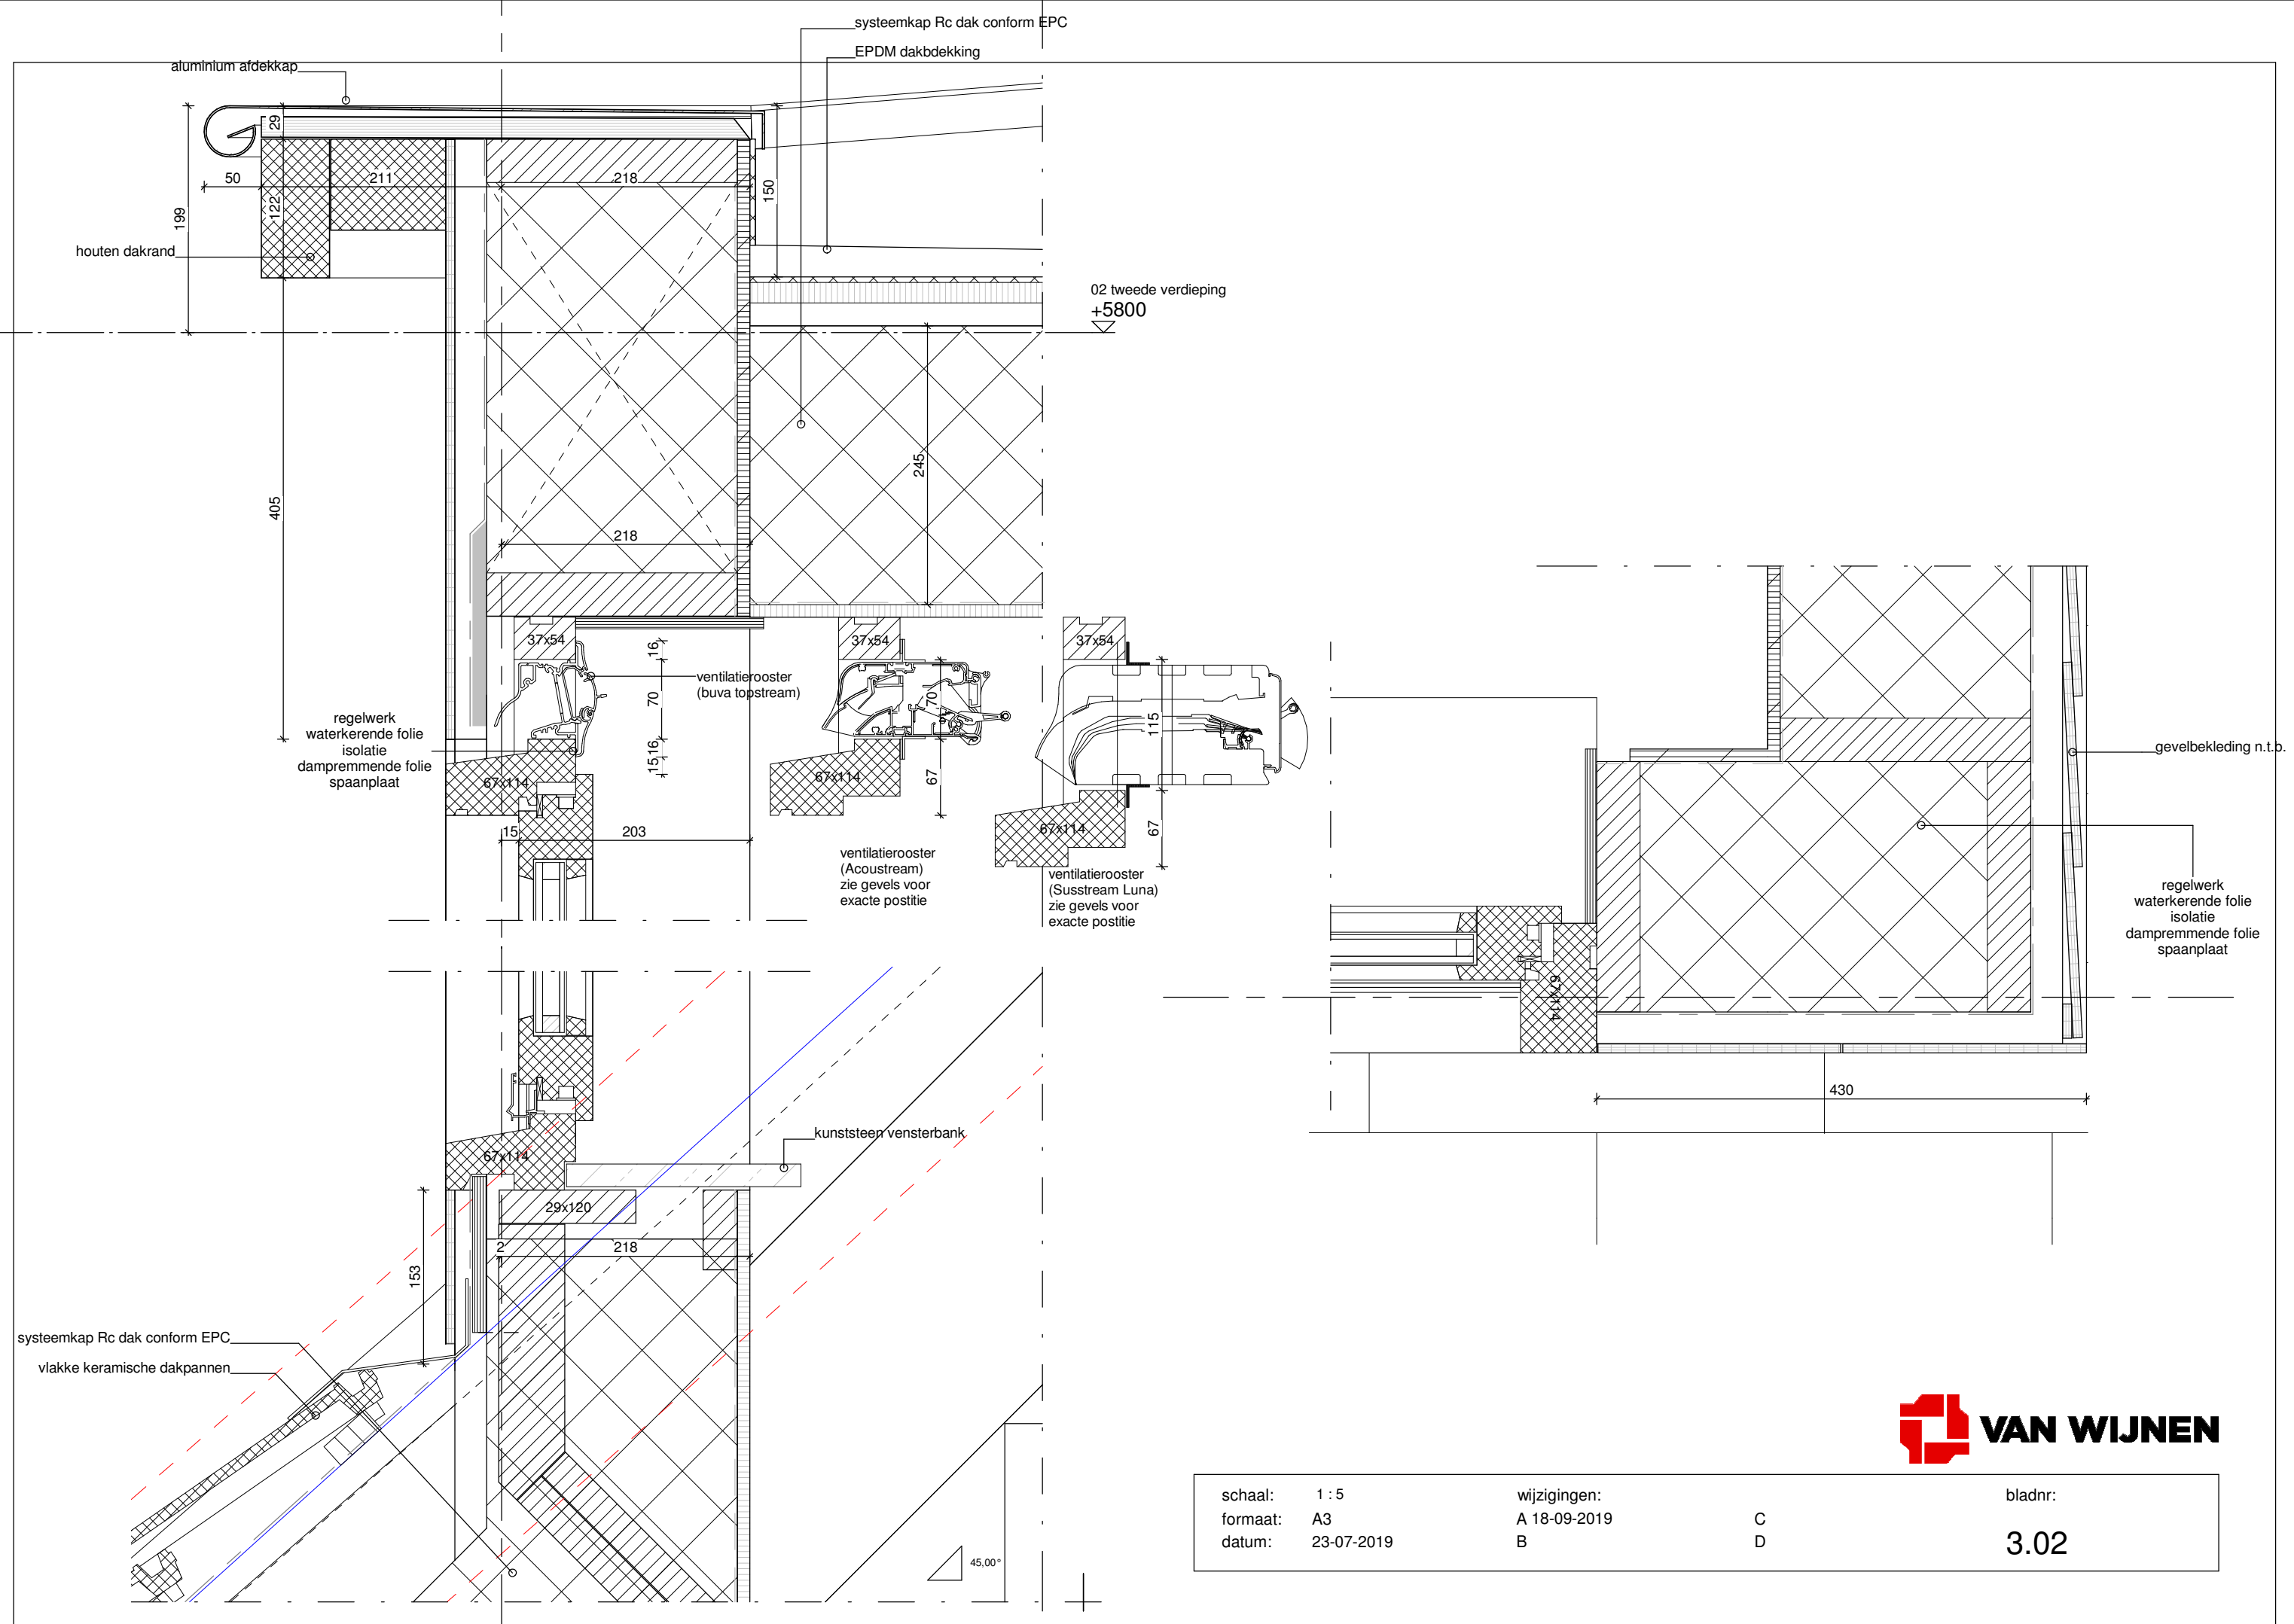 systeemkap Rc dak conform EPC
EPDM dakbdekking
aluminium afdekkap
29
50
211
218
122
199
150
houten dakrand
02 tweede verdieping
+5800
405
245
218
37x54
37x54
37x54
16
70
16
15
ventilatierooster
(buva topstream)
70
67
115
67
regelwerk
waterkerende folie
isolatie
dampremmende folie
spaanplaat
67x114
67x114
67x114
15
203
ventilatierooster
(Acoustream)
zie gevels voor
exacte postitie
ventilatierooster
(Susstream Luna)
zie gevels voor
exacte postitie
gevelbekleding n.t.b.
regelwerk
waterkerende folie
isolatie
dampremmende folie
spaanplaat
67x114
430
kunststeen vensterbank
67x114
29x120
2
218
153
systeemkap Rc dak conform EPC
vlakke keramische dakpannen
45,00°
VAN WIJNEN
schaal: 1 : 5 wijzigingen: bladnr:
formaat: A3 A 18-09-2019 C
datum: 23-07-2019 B D
3.02